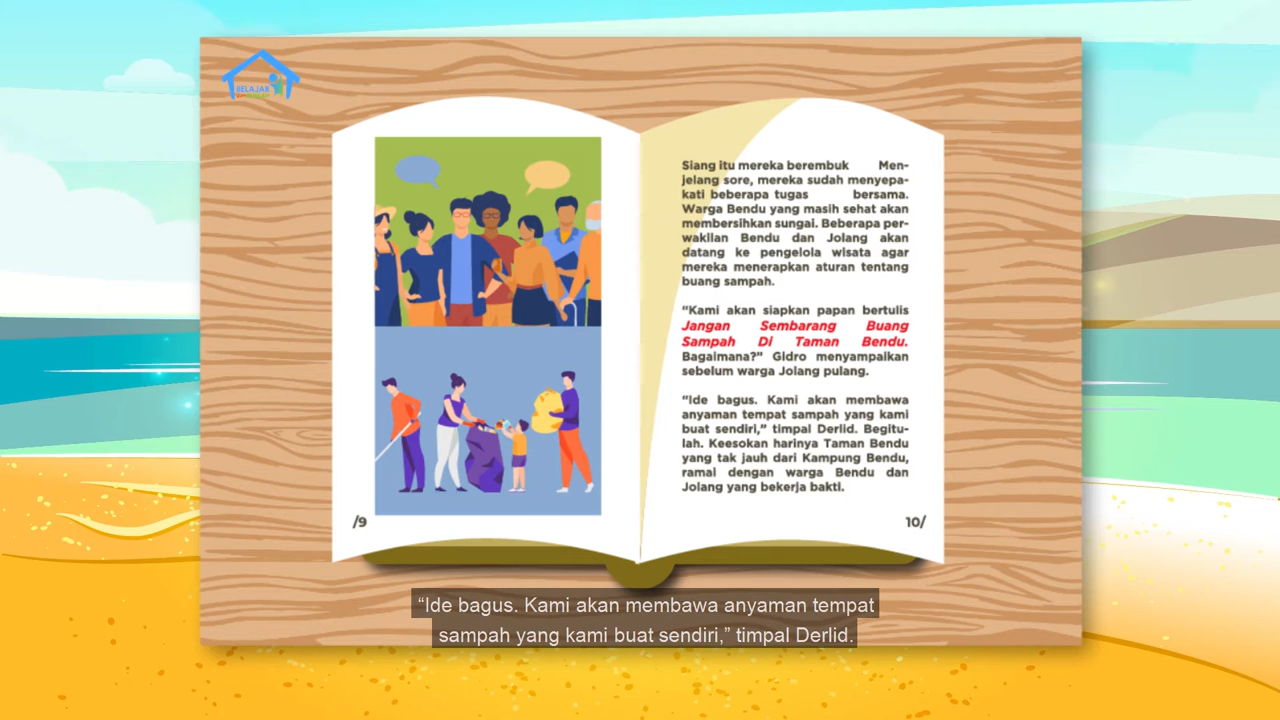 BELAJAR
Siang itu mereka berembuk Men-
jelang sore, mereka sudah menyepa-
kati beberapa tugas bersama.
Warga Bendu yang masih sehat akan
membersihkan sungai. Beberapa per-
wakilan Bendu dan Jolang akan
datang ke pengelola wisata agar
mereka menerapkan aturan tentang
buang sampah.
“Kami akan siapkan papan bertulis
Jangan Sembarang Buang
Sampah Di Taman Bendu.
Bagaimana?” Gidro menyampaikan
sebelum warga Jolang pulang.
“Ide bagus. Kami akan membawa
anyaman tempat sampah yang kami
buat sendiri,” timpal Derlid. Begitu-
lah. Keesokan harinya Taman Bendu
yang tak jauh dari Kampung Bendu,
ramai dengan warga Bendu dan
Jolang yang bekerja bakti.
/9
10/
“Ide bagus. Kami akan membawa anyaman tempat
sampah yang kami buat sendiri,” timpal Derlid.